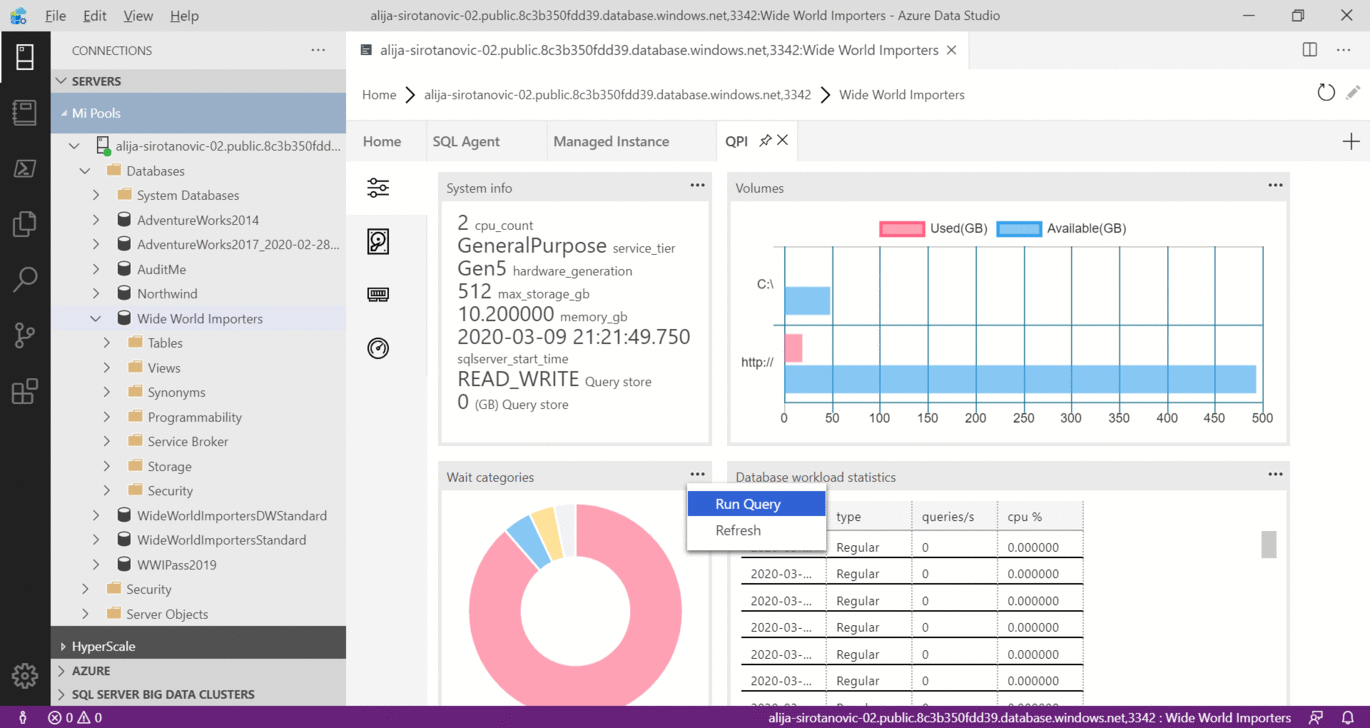 File Edit View Help alija-sirotanovic-02.public.8c3b350fdd39.database.windows.net,3342:Wide World Importers - Azure Data Studio
CONNECTIONS
SERVERS
Mi Pools
alija-sirotanovic-02.public.8c3b350fdd...
Databases
System Databases
AdventureWorks2014
AdventureWorks2017_2020-02-28...
AuditMe
Northwind
Wide World Importers
Tables
Views
Synonyms
Programmability
Service Broker
Storage
Security
WideWorldImportersDWStandard
WideWorldImportersStandard
WWIPass2019
Security
Server Objects
HyperScale
AZURE
SQL SERVER BIG DATA CLUSTERS
alija-sirotanovic-02.public.8c3b350fdd39.database.windows.net,3342:Wide World Importers
Home alija-sirotanovic-02.public.8c3b350fdd39.database.windows.net,3342 Wide World Importers
Home SQL Agent Managed Instance QPI
System info
2 cpu_count
GeneralPurpose service_tier
Gen5 hardware_generation
512 max_storage_gb
10.200000 memory_gb
2020-03-09 21:21:49.750
sqlserver_start_time
READ_WRITE Query store
0 (GB) Query store
Volumes
Used(GB) Available(GB)
C:\
http://
0 50 100 150 200 250 300 350 400 450 500
Wait categories
Run Query
Refresh
Database workload statistics
type queries/s cpu %
2020-03-... Regular 0 0.000000
2020-03-... Regular 0 0.000000
2020-03-... Regular 0 0.000000
2020-03-... Regular 0 0.000000
2020-03-... Regular 0 0.000000
2020-03-... Regular 0 0.000000
0 0 alija-sirotanovic-02.public.8c3b350fdd39.database.windows.net,3342 : Wide World Importers